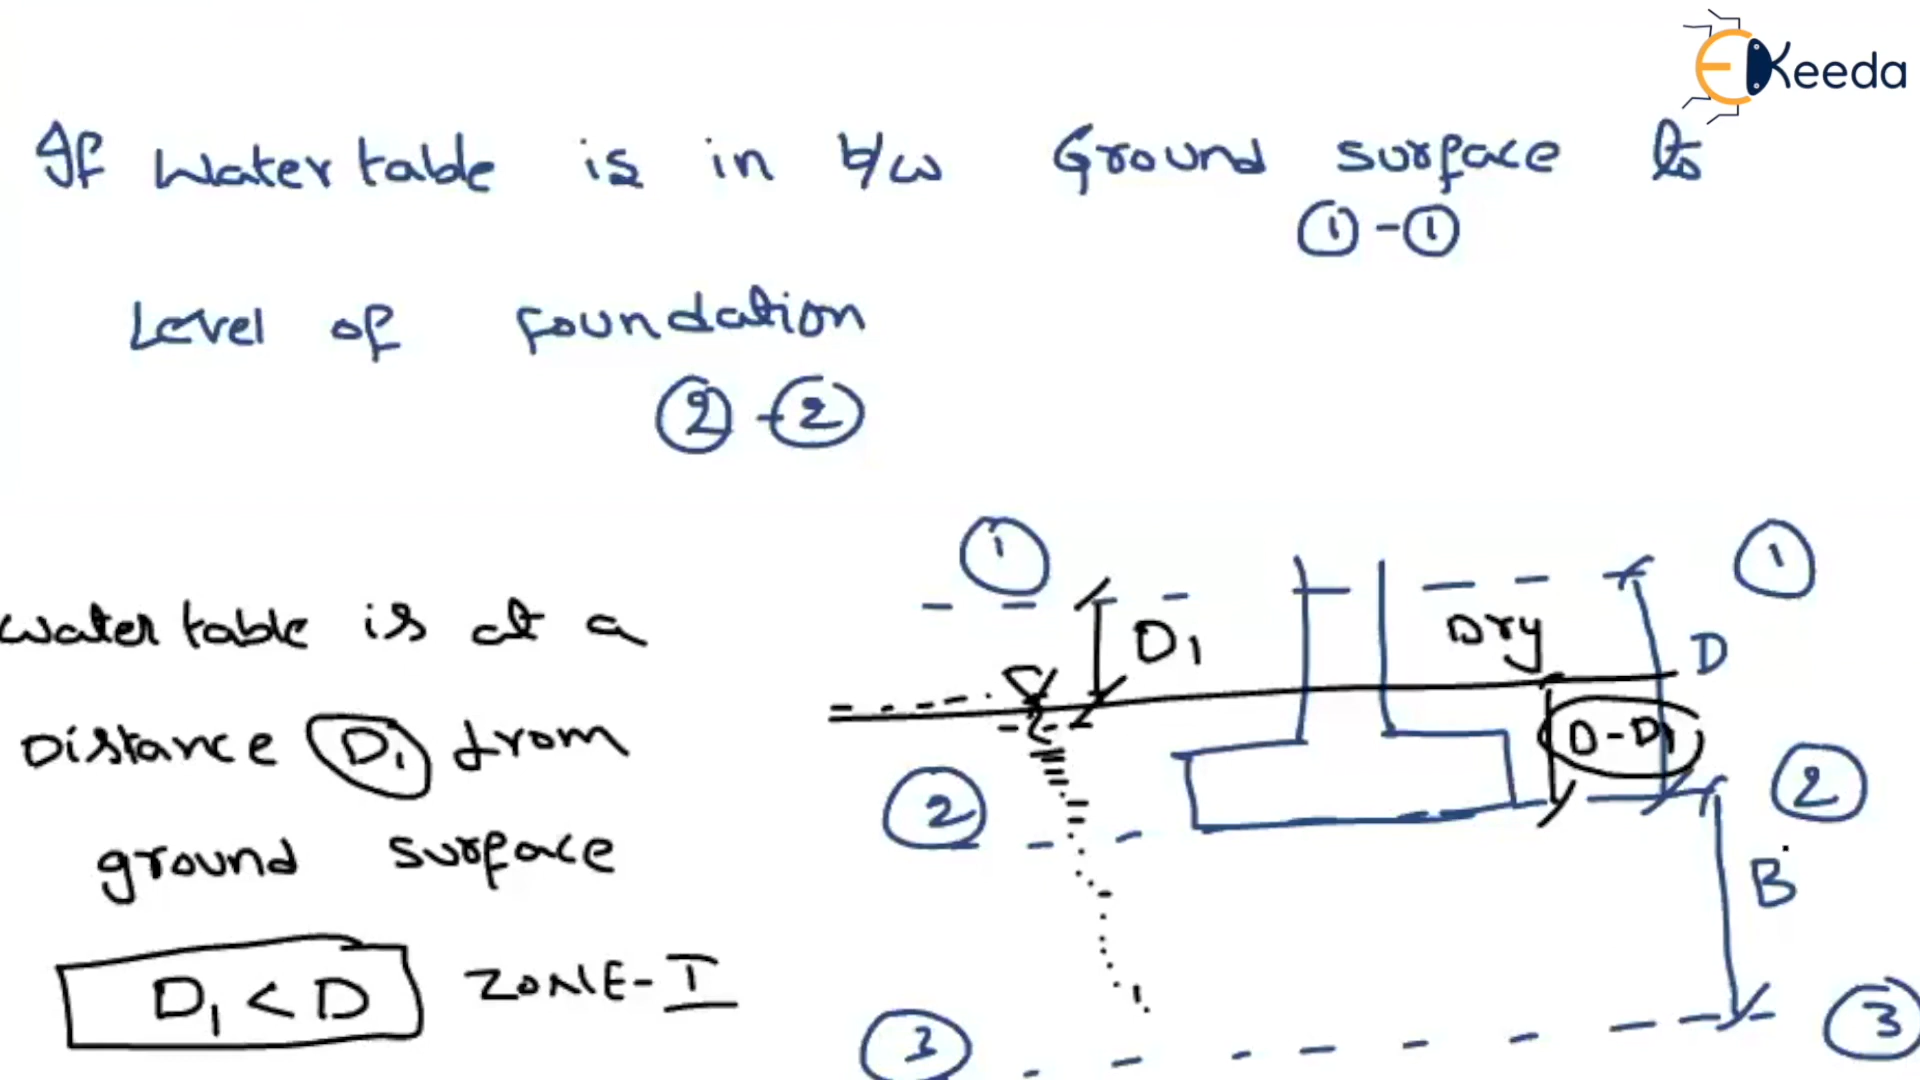 Keeda
If Water table is in b/w Ground surface to
① - ①
Level of foundation
② - ②
① ①
Dry
water table is at a
D₁
D
Distance D₁ from
D - D₁
② ②
ground surface
B
D₁ < D ZONE-I
③ ③